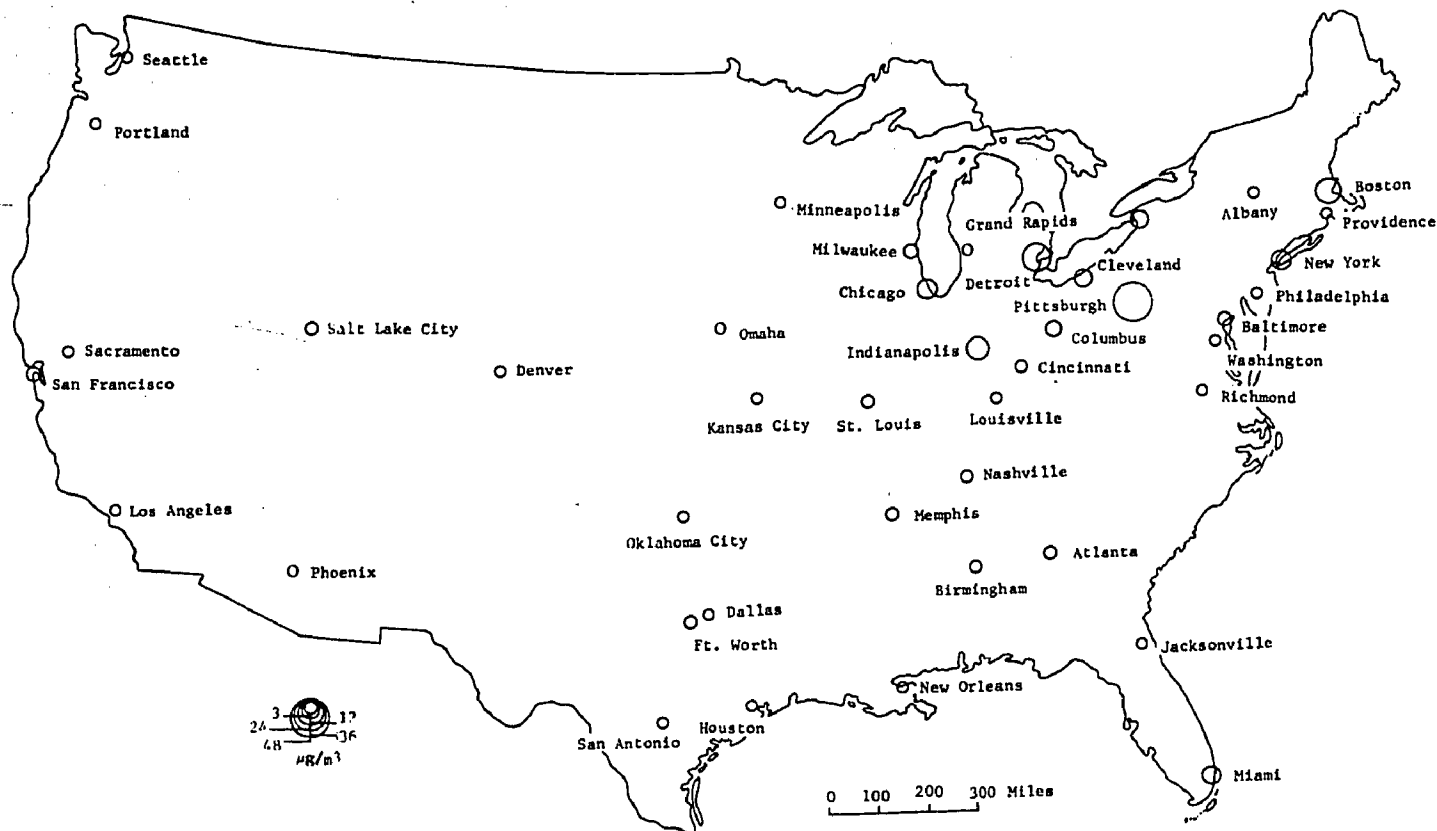 Seattle
Portland
Minneapolis
Boston
Albany
Grand Rapids
Providence
Milwaukee
New York
Cleveland
Detroit
Chicago
Philadelphia
Pittsburgh
Salt Lake City
Omaha
Baltimore
Columbus
Sacramento
Indianapolis
Washington
Denver
Cincinnati
San Francisco
Richmond
Kansas City
St. Louis
Louisville
Nashville
Los Angeles
Memphis
Oklahoma City
Atlanta
Phoenix
Birmingham
Dallas
Ft. Worth
Jacksonville
New Orleans
3 12
24 36
48
µg/m³
Houston
San Antonio
Miami
0 100 200 300 Miles